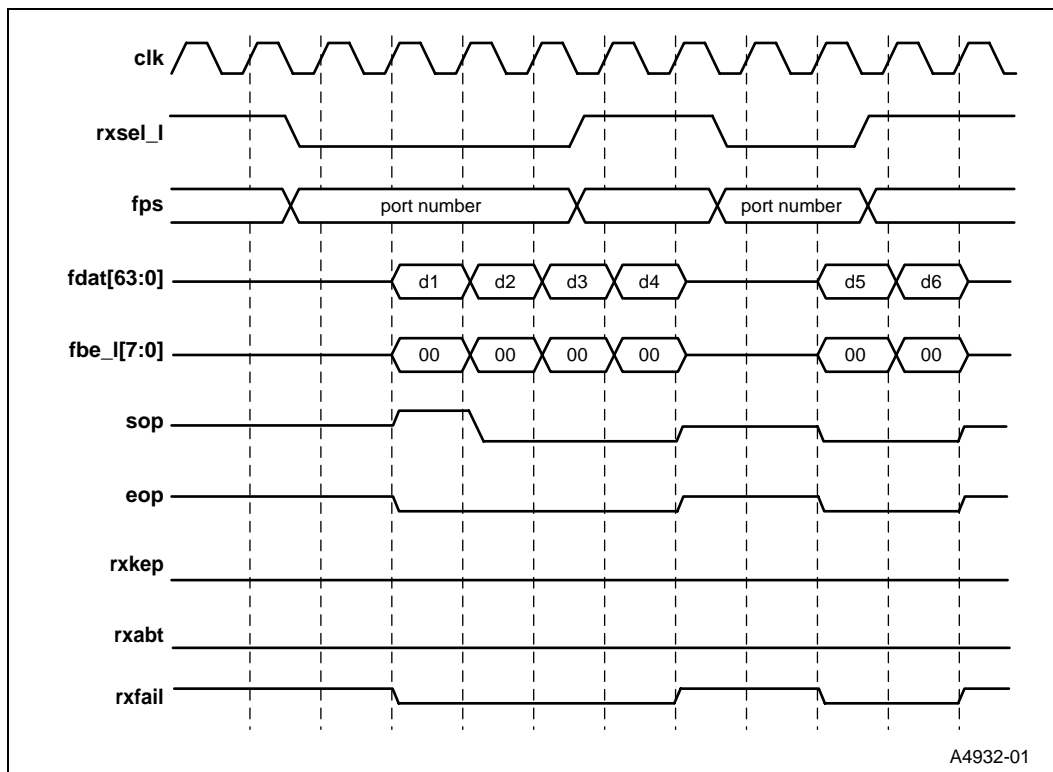 clk
rxsel_l
fps port number port number
fdat[63:0] d1 d2 d3 d4 d5 d6
fbe_l[7:0] 00 00 00 00 00 00
sop
eop
rxkep
rxabt
rxfail
A4932-01